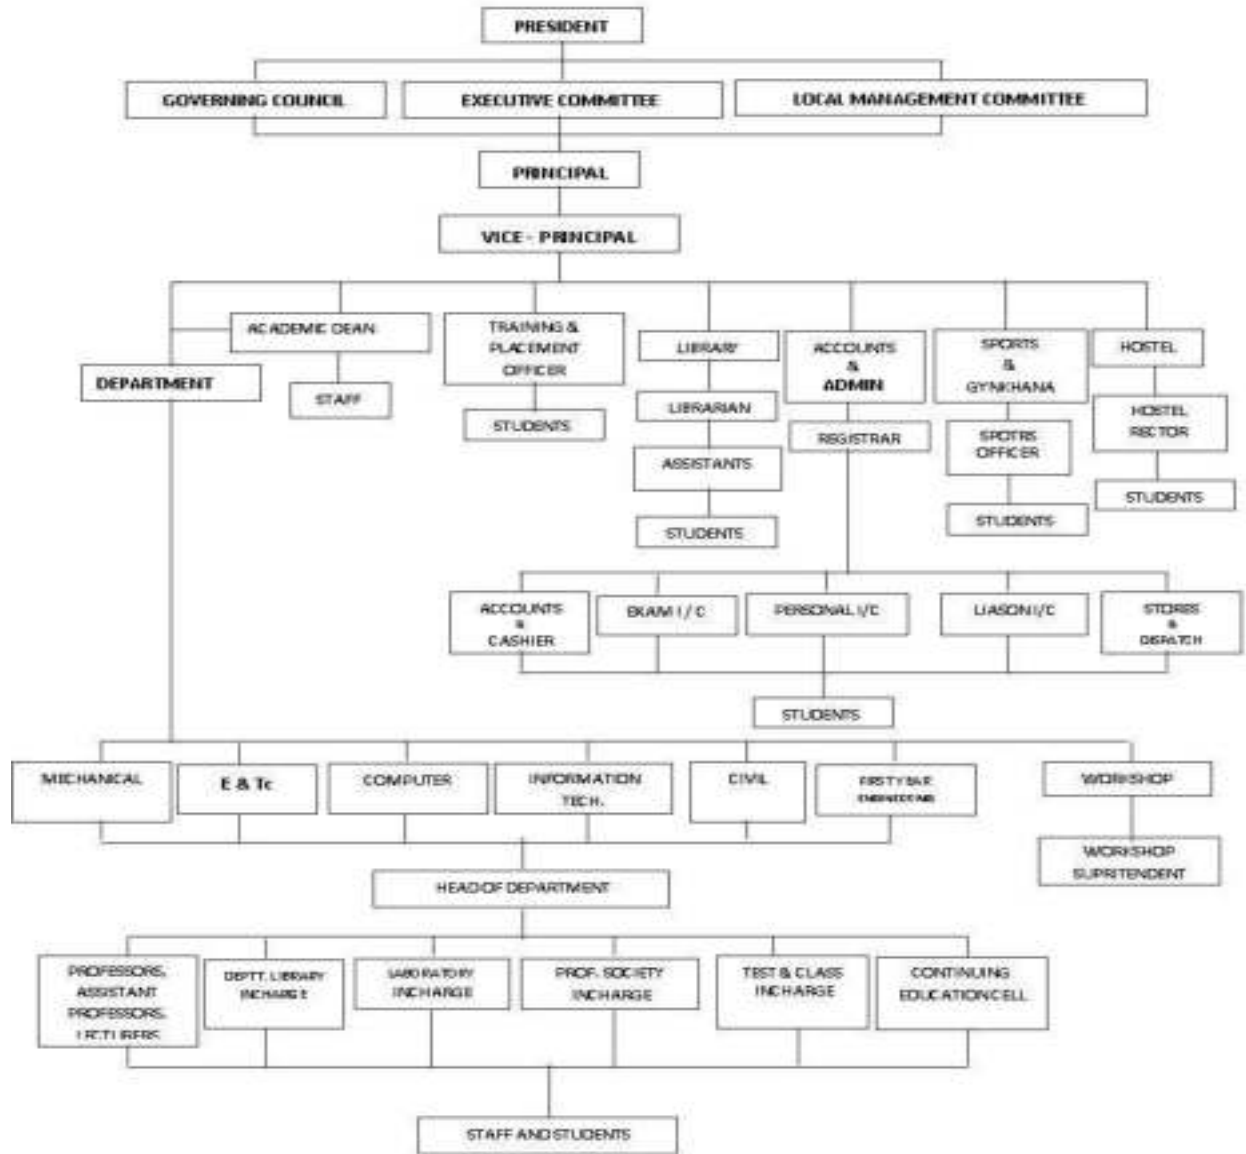 PRESIDENT
GOVERNING COUNCIL
EXECUTIVE COMMITTEE
LOCAL MANAGEMENT COMMITTEE
PRINCIPAL
VICE - PRINCIPAL
ACADEMIC DEAN
STAFF
DEPARTMENT
TRAINING &
PLACEMENT
OFFICER
STUDENTS
LIBRARY
LIBRARIAN
ASSISTANTS
STUDENTS
ACCOUNTS
&
ADMIN
REGISTRAR
SPORTS
&
GYNKHANA
SPOTRS
OFFICER
STUDENTS
HOSTEL
HOSTEL
RECTOR
STUDENTS
ACCOUNTS
&
CASHIER
EXAM I / C
PERSONAL I/C
LIASON I/C
STORES
&
DISPATCH
STUDENTS
MECHANICAL
E & Tc
COMPUTER
INFORMATION
TECH.
CIVIL
FIRST YEAR
ENGINEERING
WORKSHOP
WORKSHOP
SUPRITENDENT
HEAD OF DEPARTMENT
PROFESSORS,
ASSISTANT
PROFESSORS,
LECTURERS
DEPTT. LIBRARY
INCHARGE
LABORATORY
INCHARGE
PROF. SOCIETY
INCHARGE
TEST & CLASS
INCHARGE
CONTINUING
EDUCATION CELL
STAFF AND STUDENTS